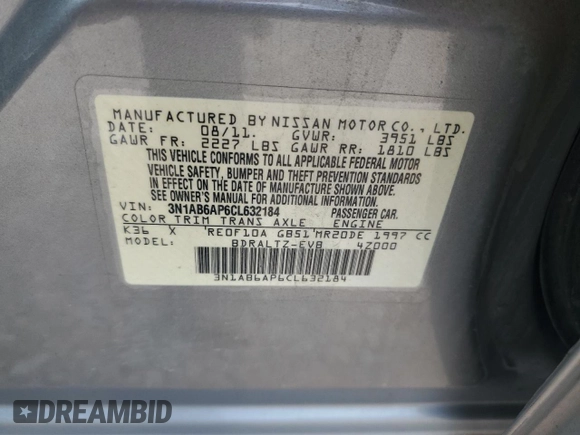 MANUFACTURED BY NISSAN MOTOR CO., LTD.
DATE: 08/11. GVWR: 3951 LBS
GAWR FR: 2227 LBS GAWR RR: 1810 LBS
THIS VEHICLE CONFORMS TO ALL APPLICABLE FEDERAL MOTOR
VEHICLE SAFETY, BUMPER AND THEFT PREVENTION STANDARDS
IN EFFECT ON THE DATE OF MANUFACTURE SHOWN ABOVE.
SEE OWNER'S MANUAL FOR ADDITIONAL INFORMATION.
VIN: 3N1AB6AP6CL632184 PASSENGER CAR.
COLOR TRIM TRANS AXLE ENGINE
K36 X RE0F10A GB51 MR20DE 1997 CC
MODEL: BDRALTZ-EVB 4Z000
3N1AB6AP6CL632184
DREAMBID